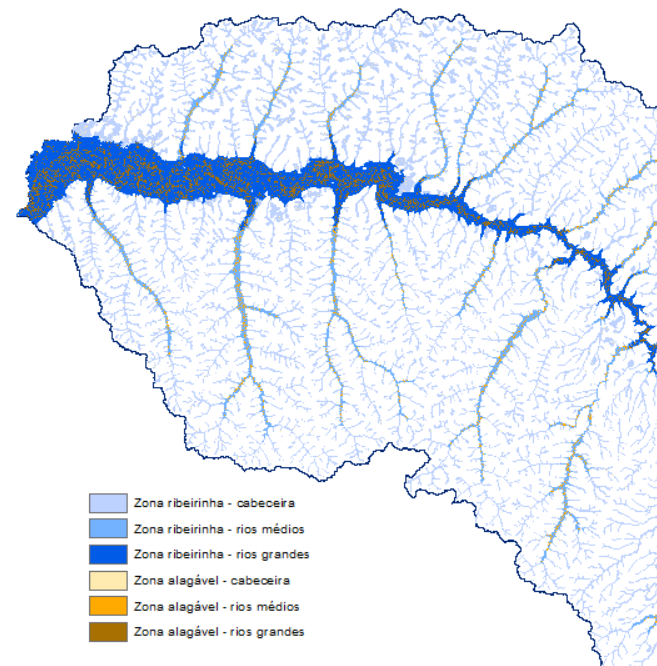 Zona ribeirinha - cabeceira
Zona ribeirinha - rios médios
Zona ribeirinha - rios grandes
Zona alagável - cabeceira
Zona alagável - rios médios
Zona alagável - rios grandes